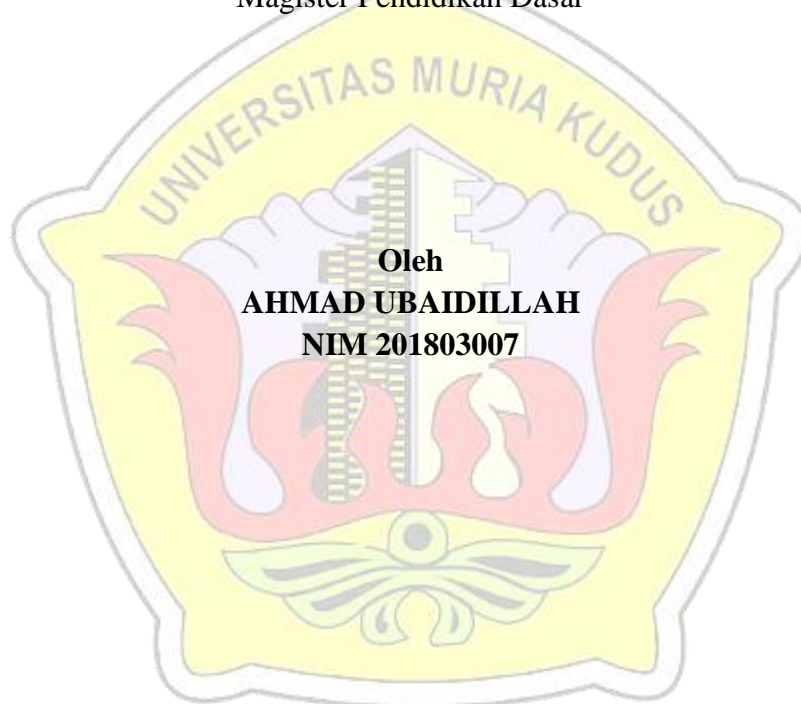 Magister Pendidikan Dasar
UNIVERSITAS MURIA KUDUS
Oleh
AHMAD UBAIDILLAH
NIM 201803007